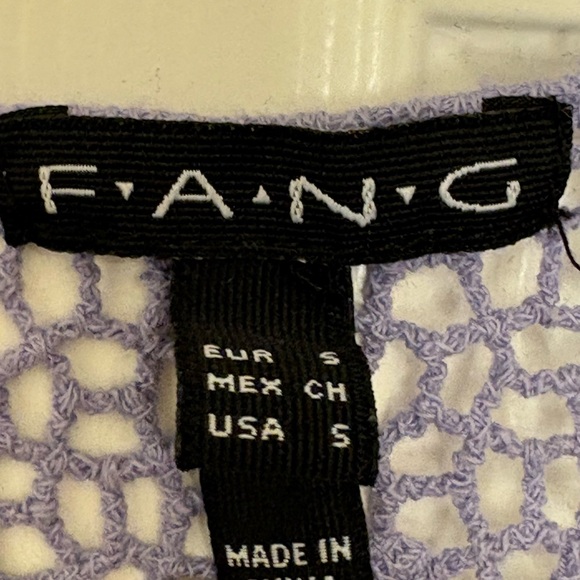 F▼A▲N▼G
EUR S
MEX CH
USA S
MADE IN